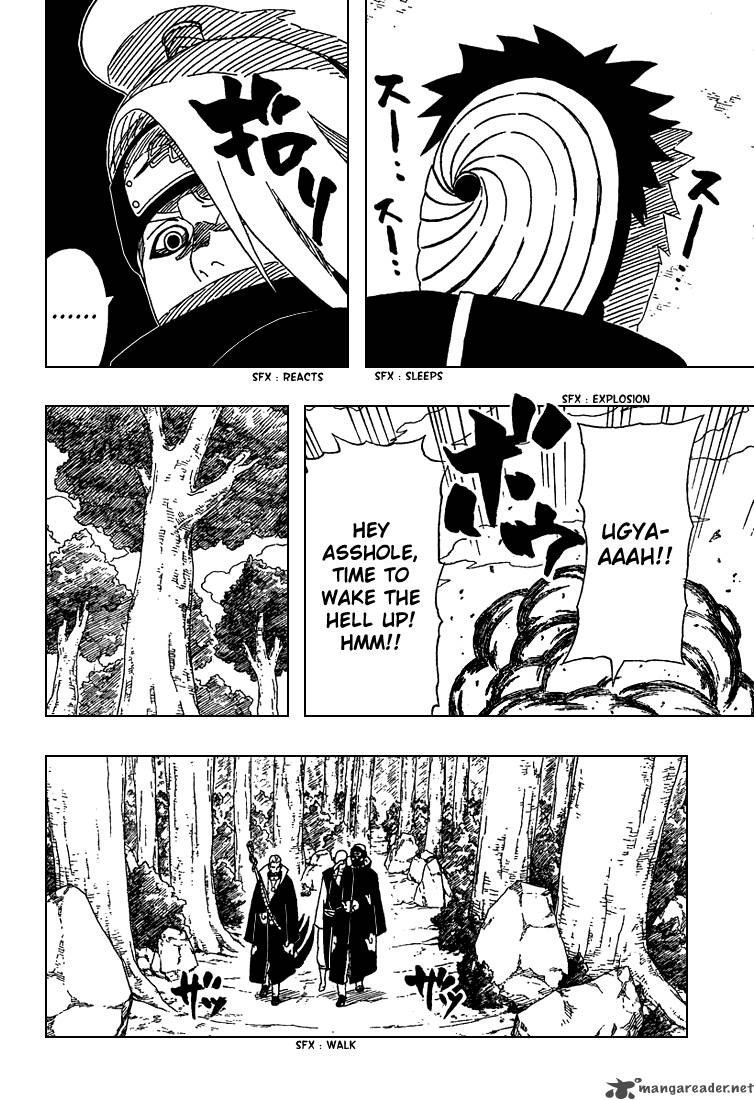 スー・・
スー・・
スー・・
ギロリ
......
SFX : SLEEPS
SFX : REACTS
SFX : EXPLOSION
ボウッ
UGYA-
AAAH!!
HEY
ASSHOLE,
TIME TO
WAKE THE
HELL UP!
HMM!!
ザッ
ザッ
SFX : WALK
mangareader.net